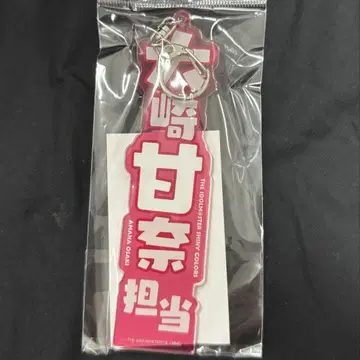 大崎甘奈担当
THE IDOLM@STER SHINY COLORS
AMANA OSAKI